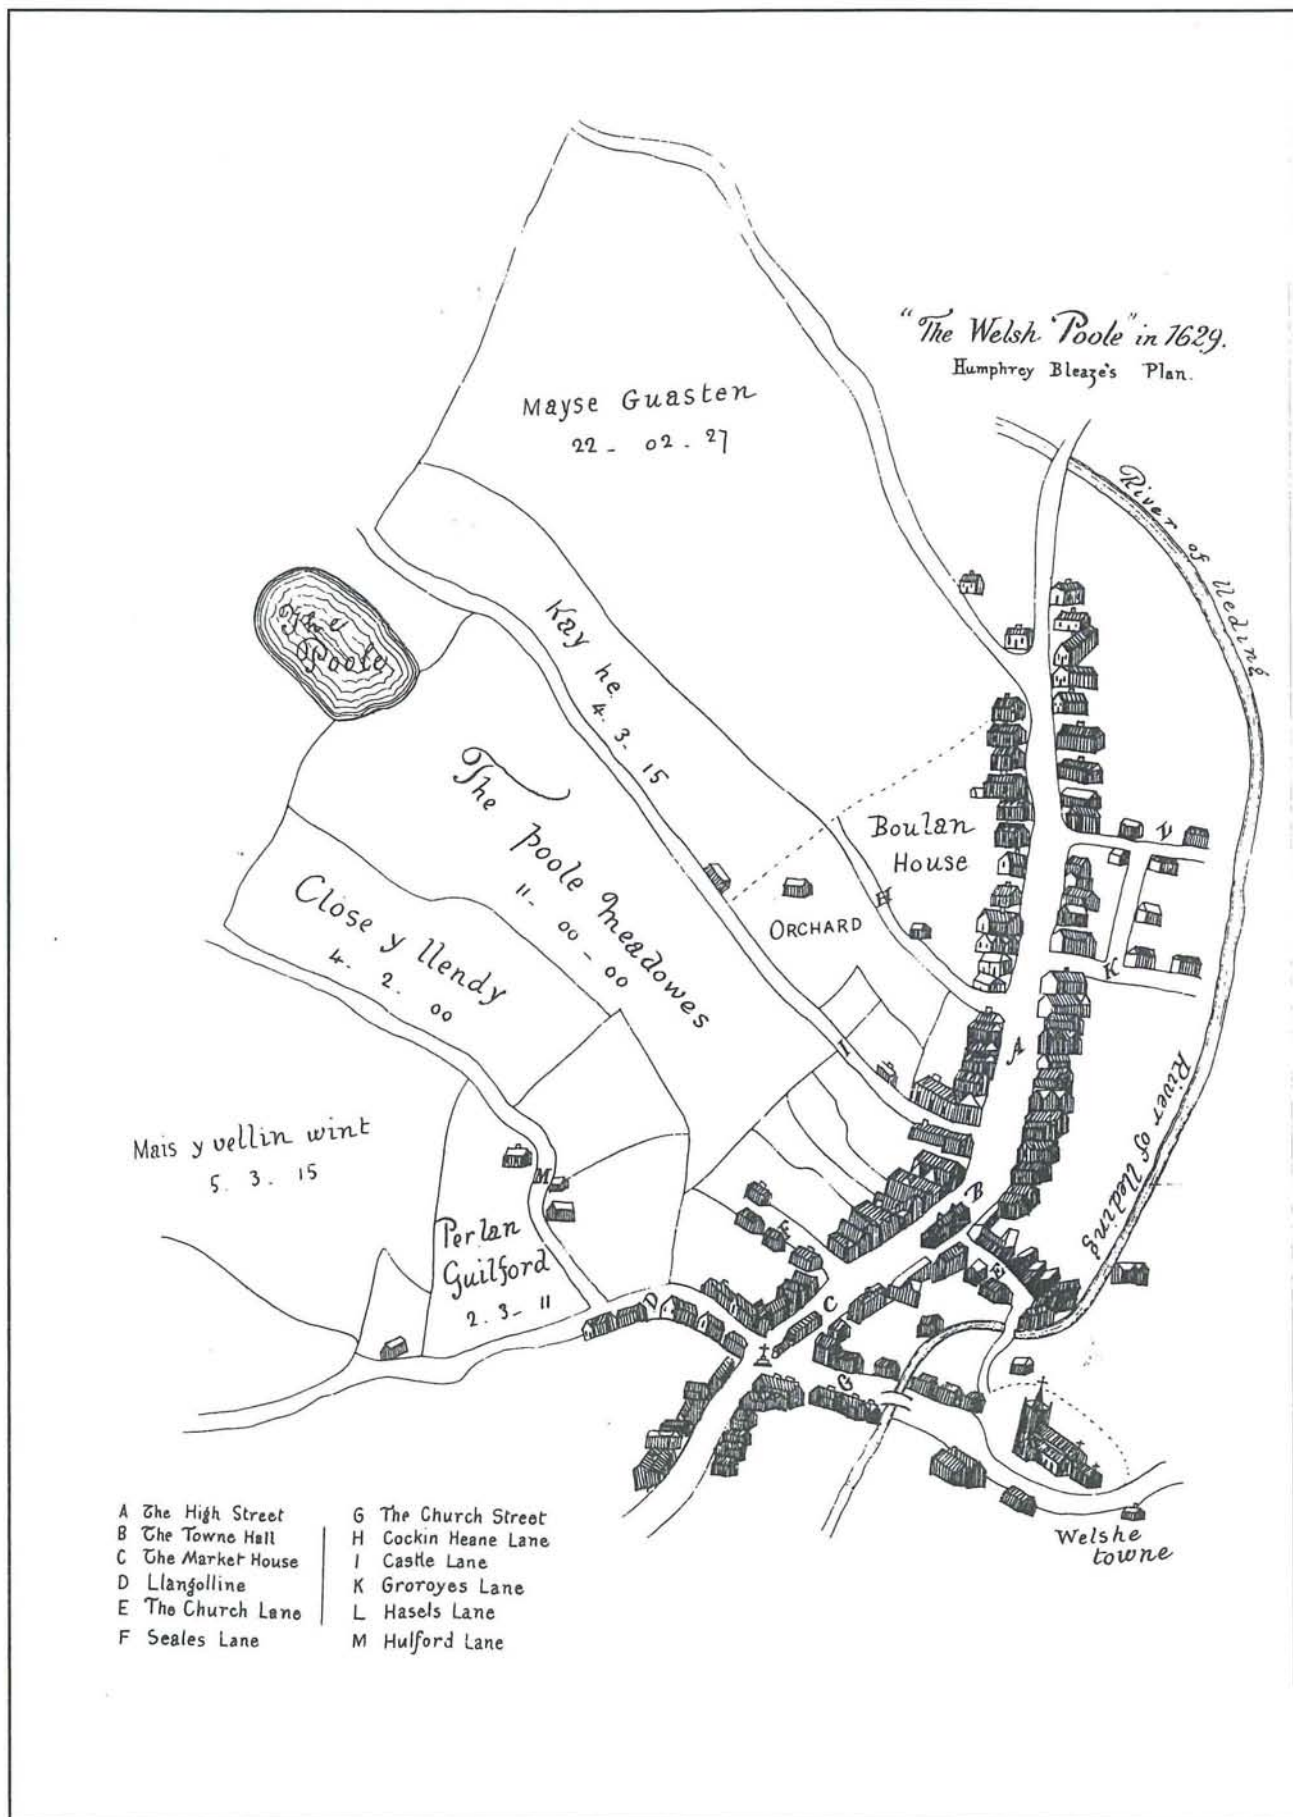 "The Welsh Poole" in 1629.
Humphrey Bleaze's Plan.
Mayse Guasten
22 - 02 - 27
River of lleding
The
Poole
Kay he
4. 3 - 15
The poole Meadowes
11 - 00 - 00
Boulan
House
L
H
ORCHARD
K
Close y llendy
4. 2. 00
I
A
River of lleding
Mais y vellin wint
5. 3. 15
M
B
F
Perlan
Guilford
2. 3 - 11
E
D
C
G
Welshe
towne
A The High Street
B The Towne Hall
C The Market House
D Llangolline
E The Church Lane
F Seales Lane
G The Church Street
H Cockin Heane Lane
I Castle Lane
K Groroyes Lane
L Hasels Lane
M Hulford Lane